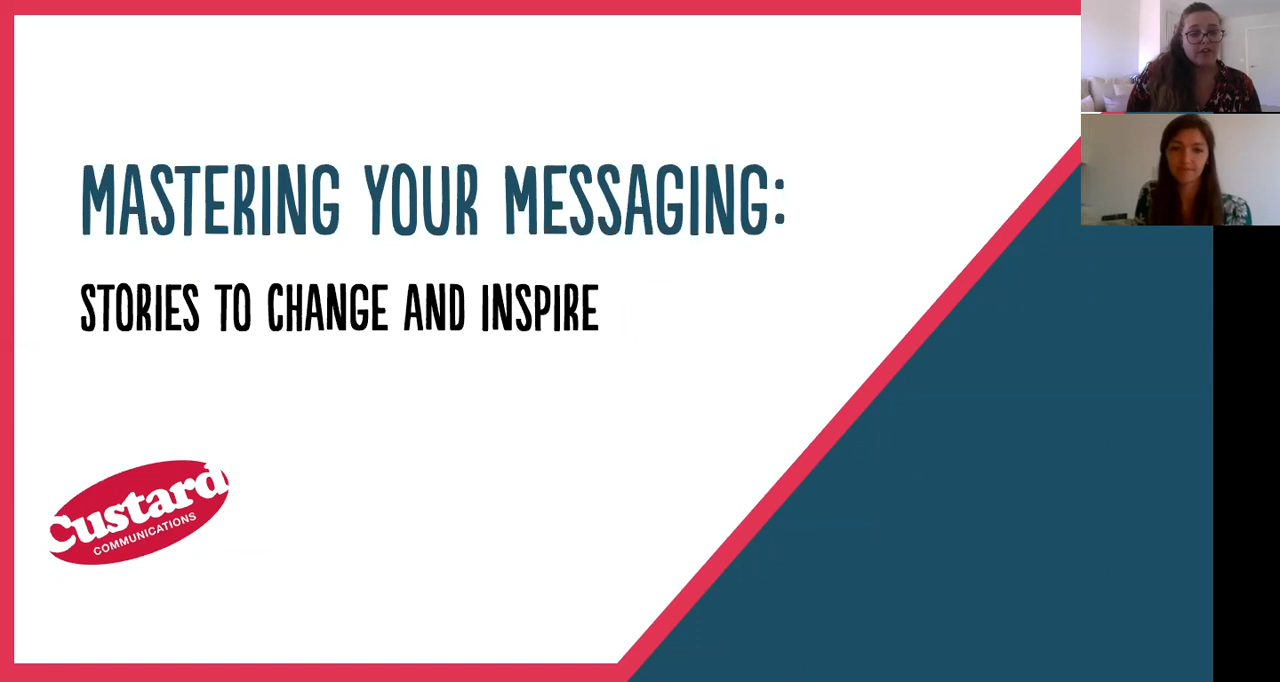 MASTERING YOUR MESSAGING:
STORIES TO CHANGE AND INSPIRE
Custard
COMMUNICATIONS